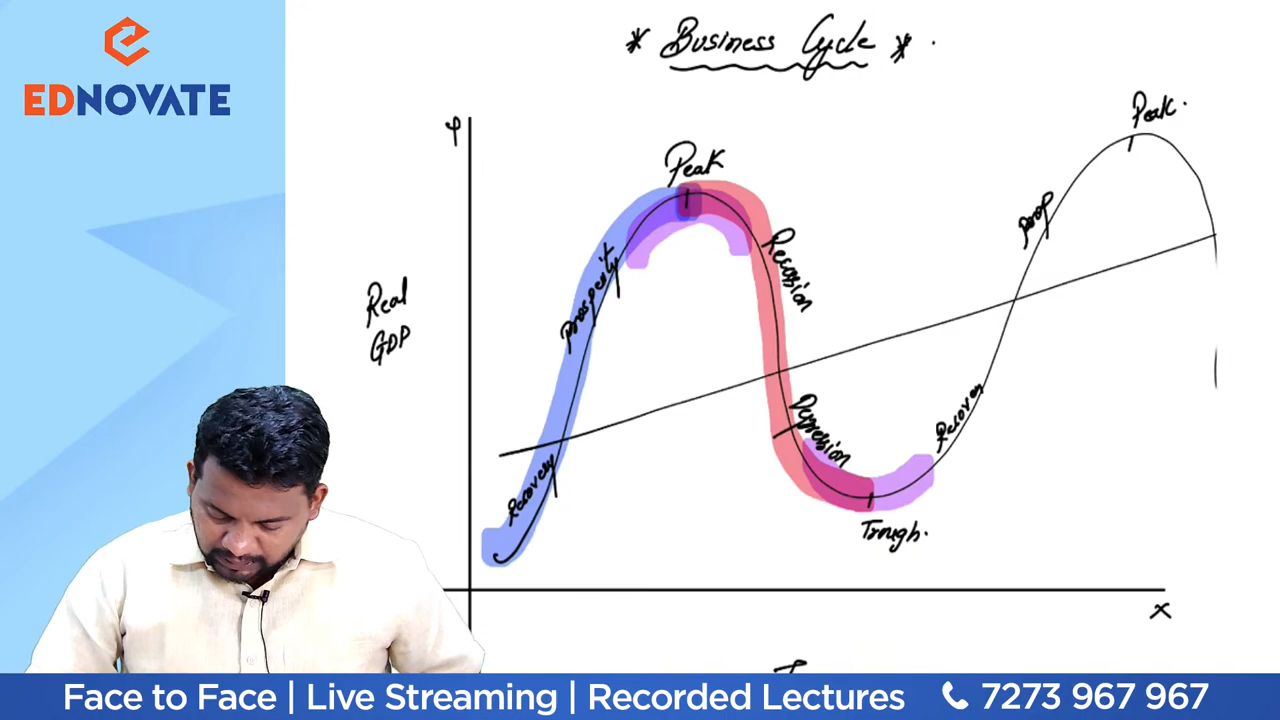 EDNOVATE
* Business Cycle *
Y
Peak
Peak
Prosperity
Recession
Prop
Real
GDP
Recovery
Depression
Recovery
Trough
X
Face to Face | Live Streaming | Recorded Lectures
7273 967 967